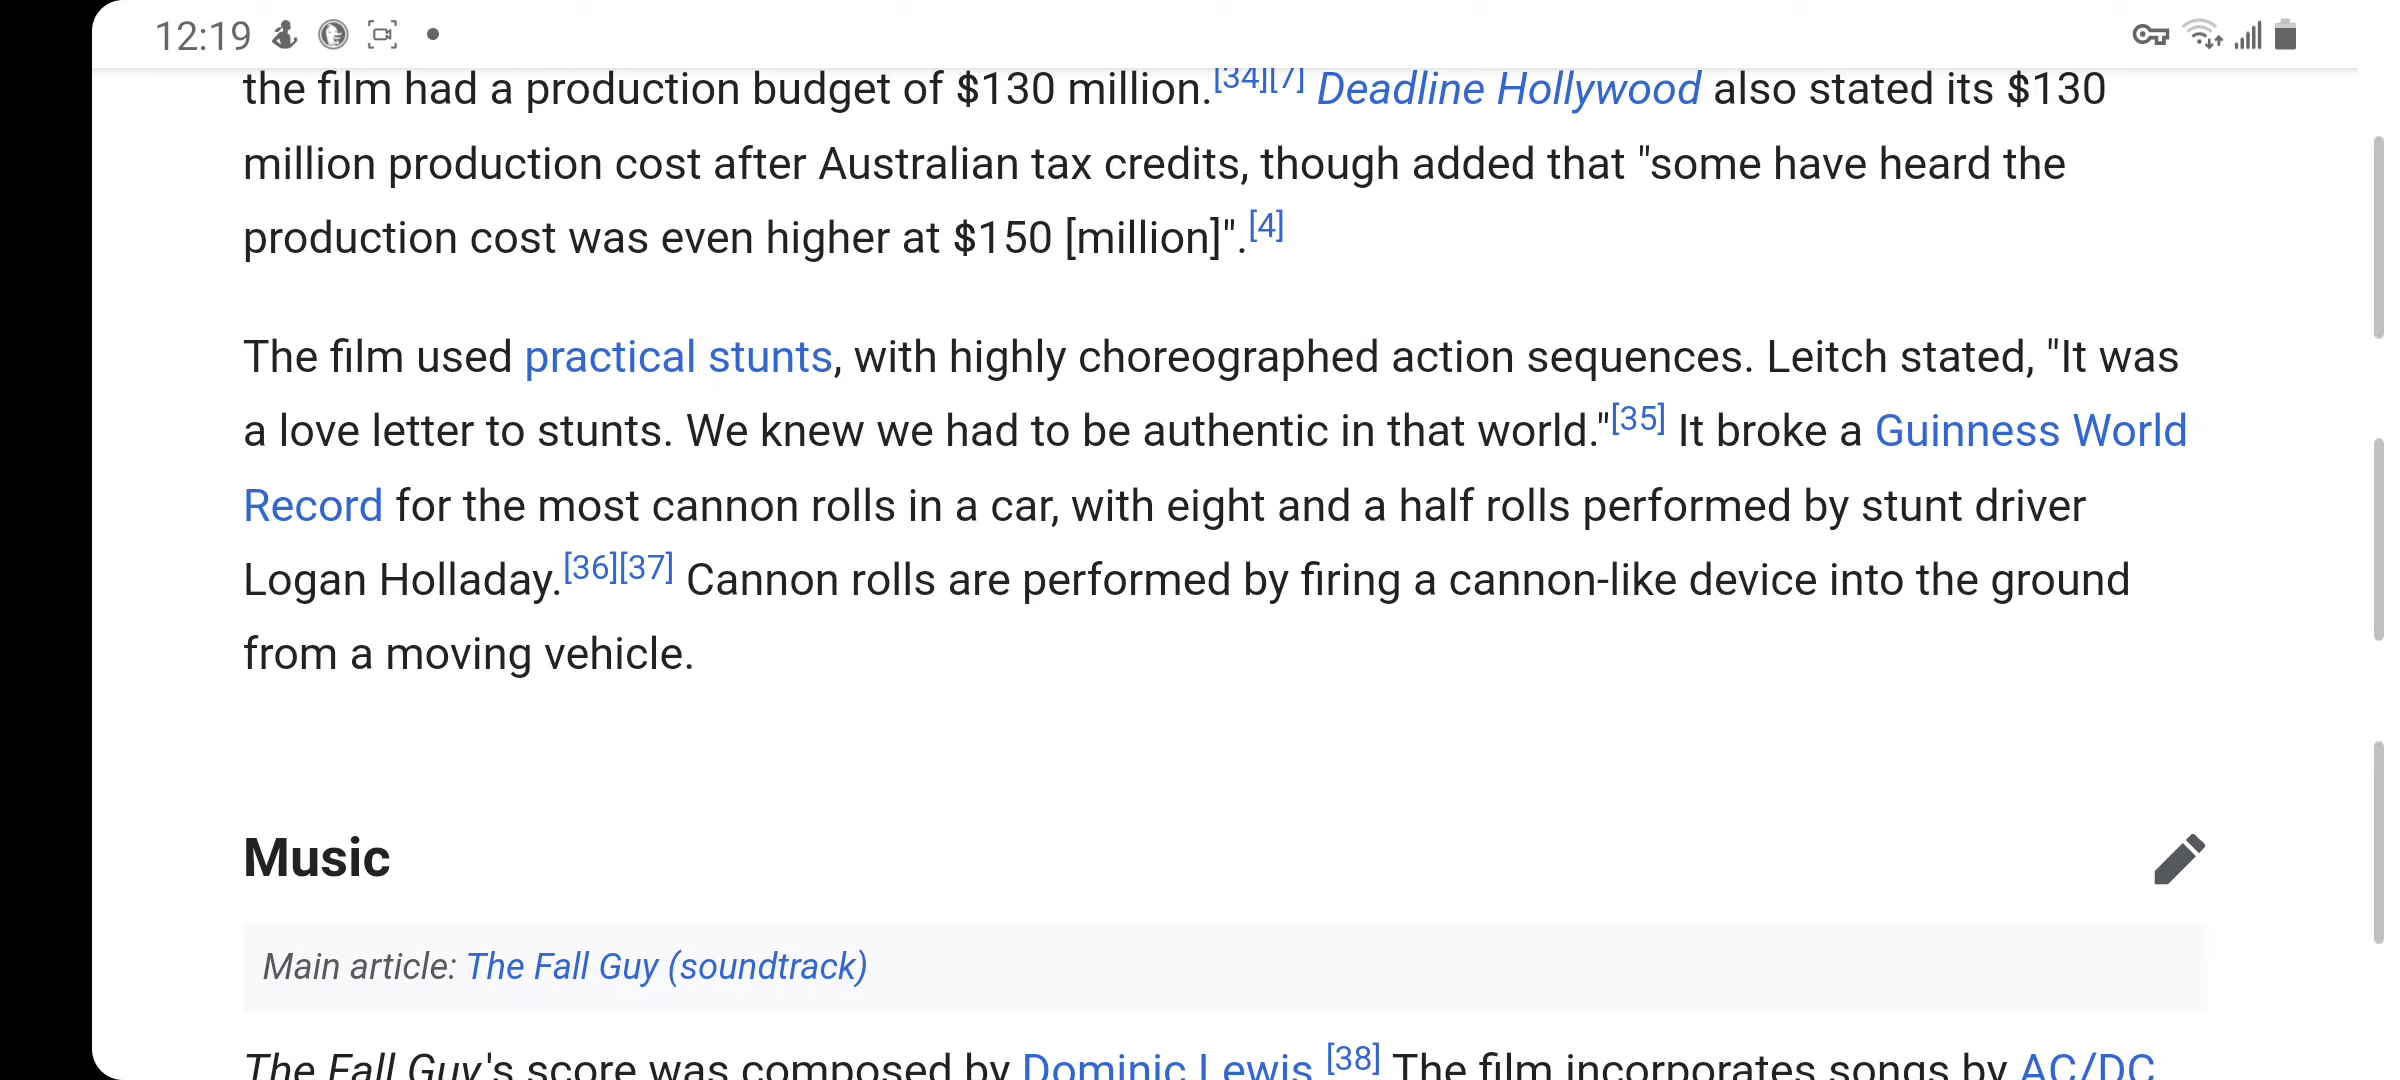 12:19
the film had a production budget of $130 million.[34][7] Deadline Hollywood also stated its $130
million production cost after Australian tax credits, though added that "some have heard the
production cost was even higher at $150 [million]".[4]
The film used practical stunts, with highly choreographed action sequences. Leitch stated, "It was
a love letter to stunts. We knew we had to be authentic in that world."[35] It broke a Guinness World
Record for the most cannon rolls in a car, with eight and a half rolls performed by stunt driver
Logan Holladay.[36][37] Cannon rolls are performed by firing a cannon-like device into the ground
from a moving vehicle.
Music
Main article: The Fall Guy (soundtrack)
The Fall Guy's score was composed by Dominic Lewis.[38] The film incorporates songs by AC/DC